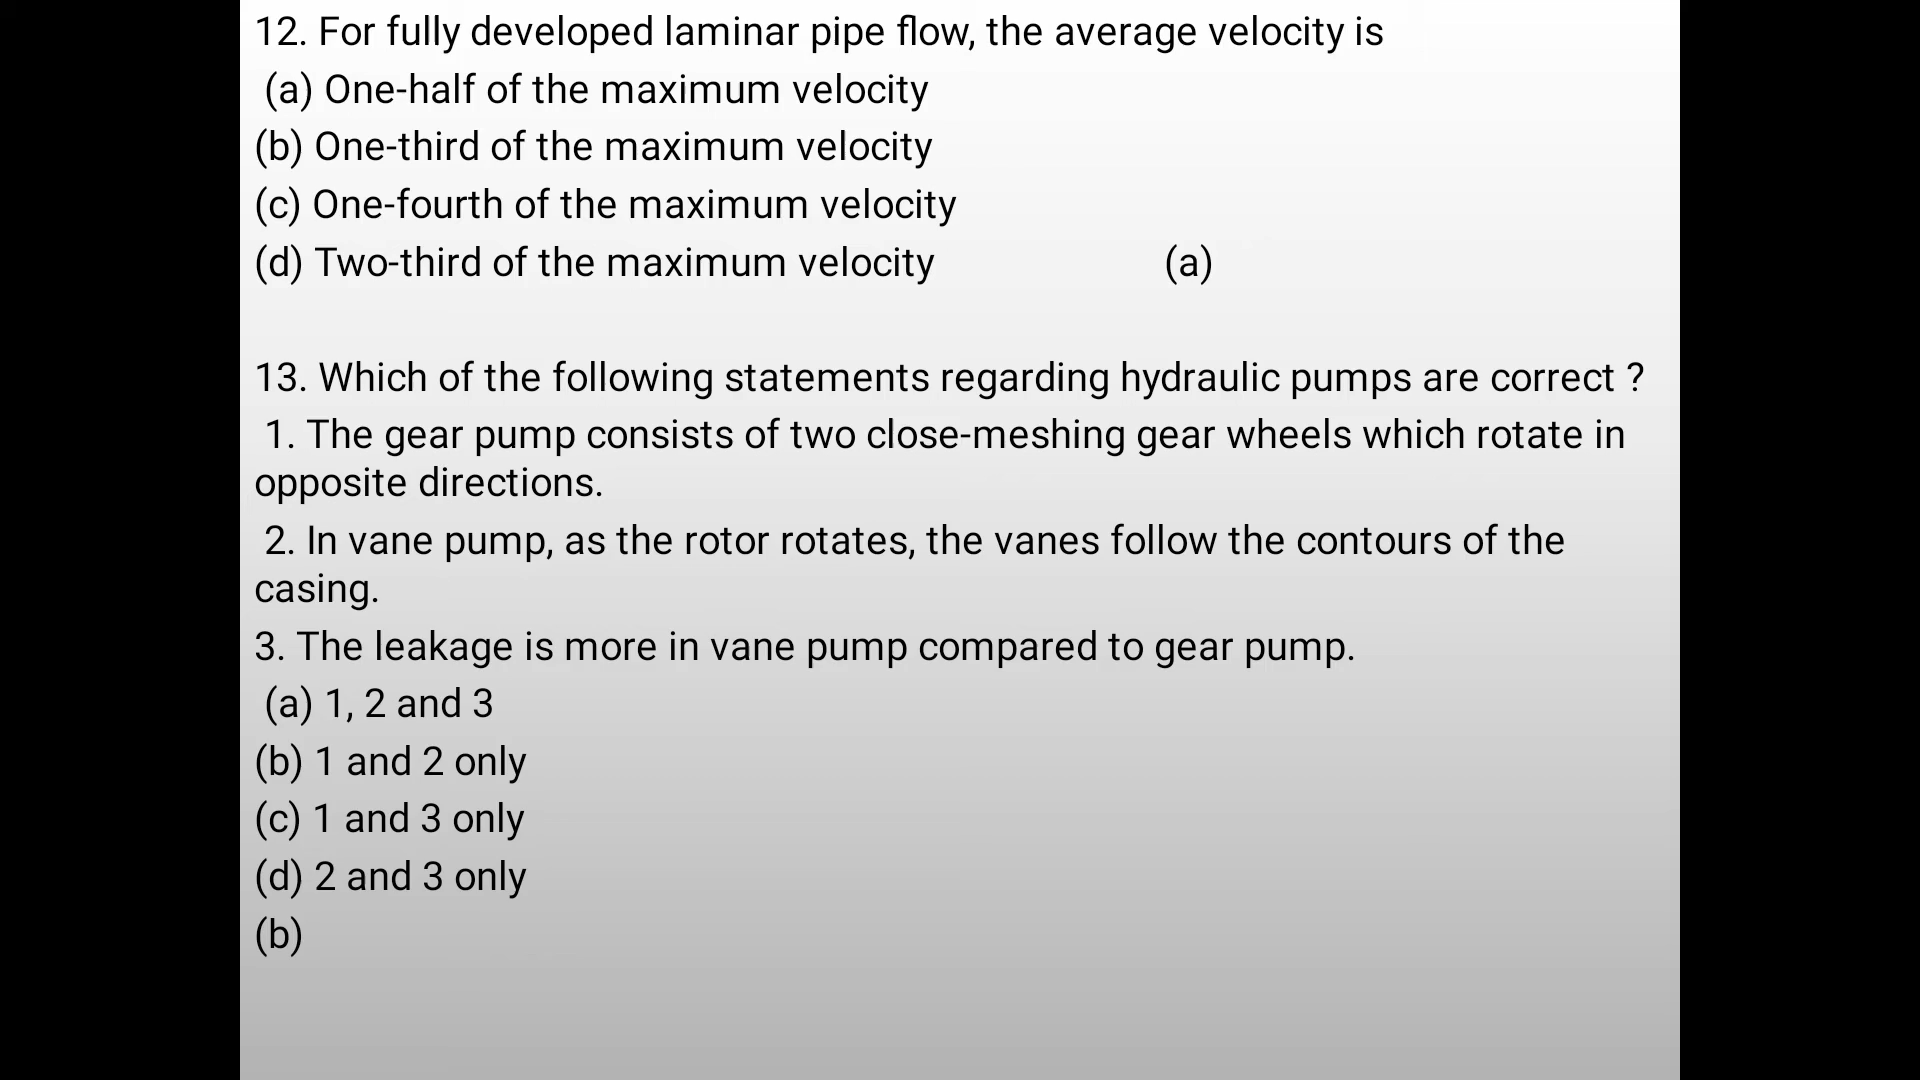 12. For fully developed laminar pipe flow, the average velocity is
(a) One-half of the maximum velocity
(b) One-third of the maximum velocity
(c) One-fourth of the maximum velocity
(d) Two-third of the maximum velocity (a)
13. Which of the following statements regarding hydraulic pumps are correct ?
1. The gear pump consists of two close-meshing gear wheels which rotate in
opposite directions.
2. In vane pump, as the rotor rotates, the vanes follow the contours of the
casing.
3. The leakage is more in vane pump compared to gear pump.
(a) 1, 2 and 3
(b) 1 and 2 only
(c) 1 and 3 only
(d) 2 and 3 only
(b)